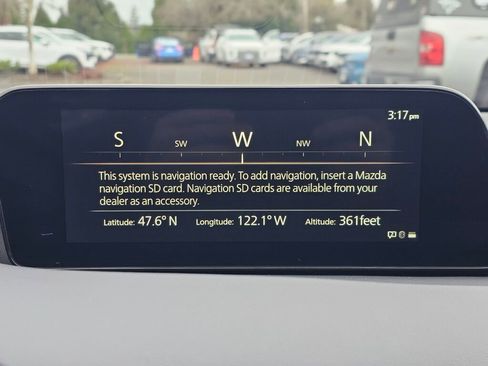 3:17pm
S SW W NW N
This system is navigation ready. To add navigation, insert a Mazda
navigation SD card. Navigation SD cards are available from your
dealer as an accessory.
Latitude: 47.6° N Longitude: 122.1° W Altitude: 361feet